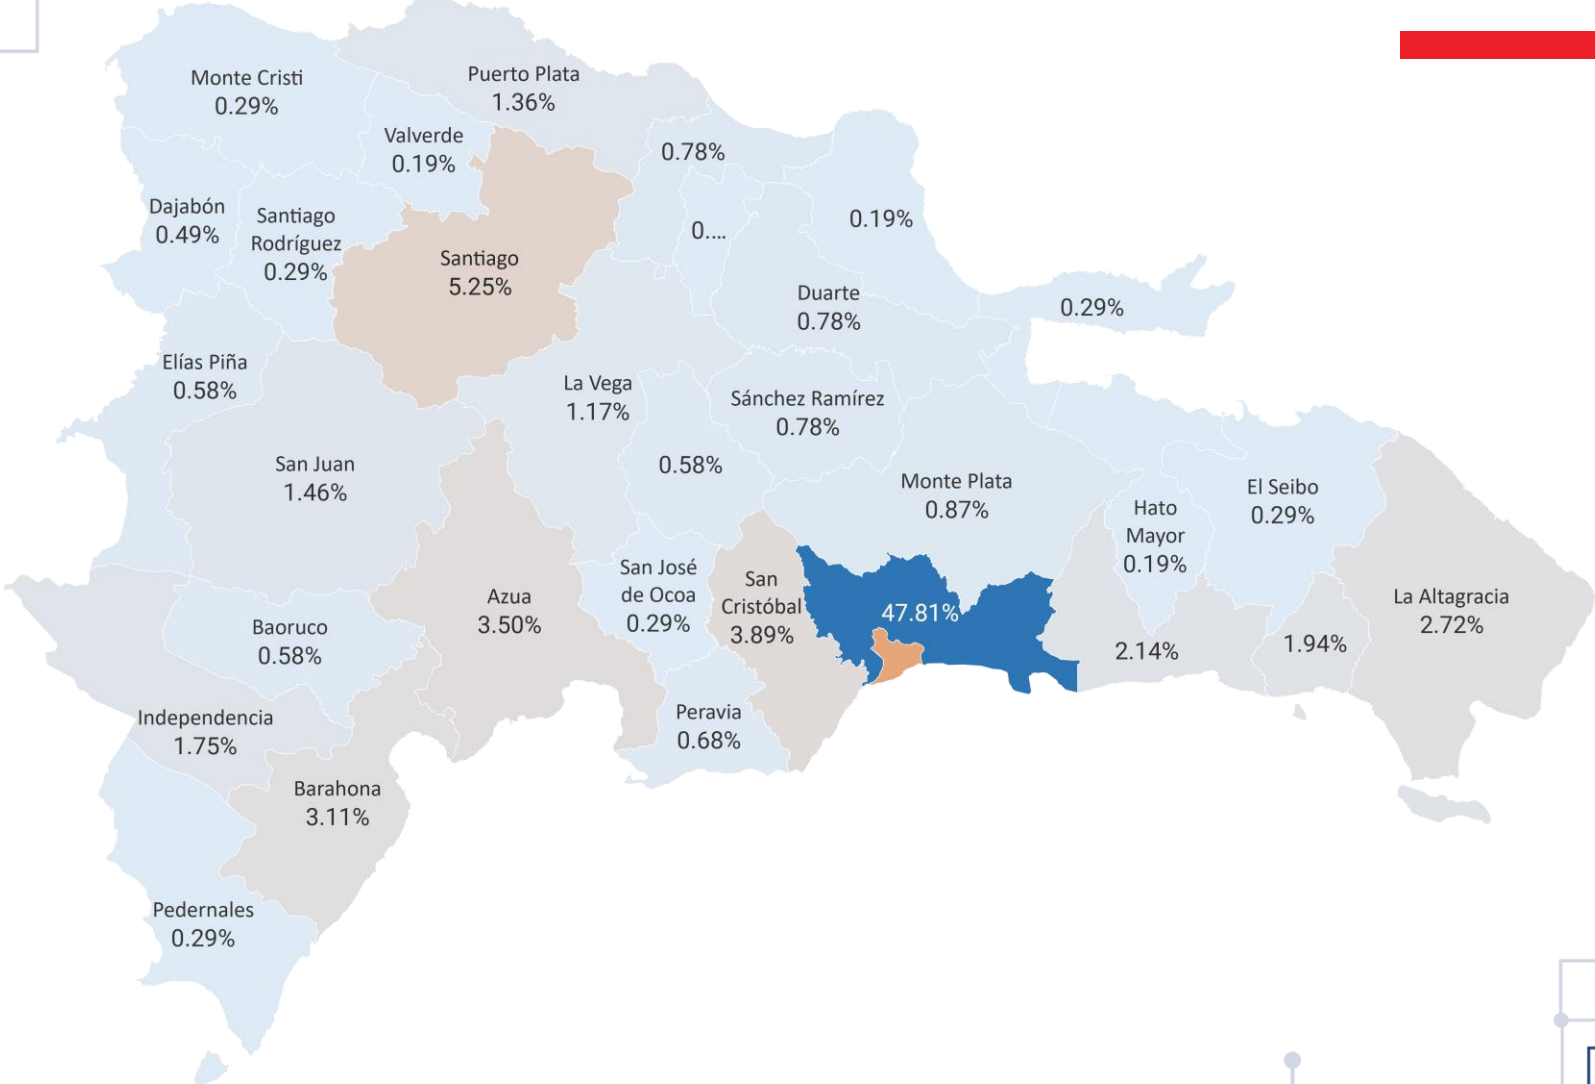 Puerto Plata
1.36%
Monte Cristi
0.29%
Valverde
0.19%
0.78%
Dajabón
0.49%
Santiago
Rodríguez
0.29%
Santiago
5.25%
0....
0.19%
Duarte
0.78%
0.29%
Elías Piña
0.58%
La Vega
1.17%
Sánchez Ramírez
0.78%
San Juan
1.46%
0.58%
Monte Plata
0.87%
Hato
Mayor
0.19%
El Seibo
0.29%
Azua
3.50%
San José
de Ocoa
0.29%
San
Cristóbal
3.89%
47.81%
La Altagracia
2.72%
Baoruco
0.58%
2.14%
1.94%
Independencia
1.75%
Peravia
0.68%
Barahona
3.11%
Pedernales
0.29%